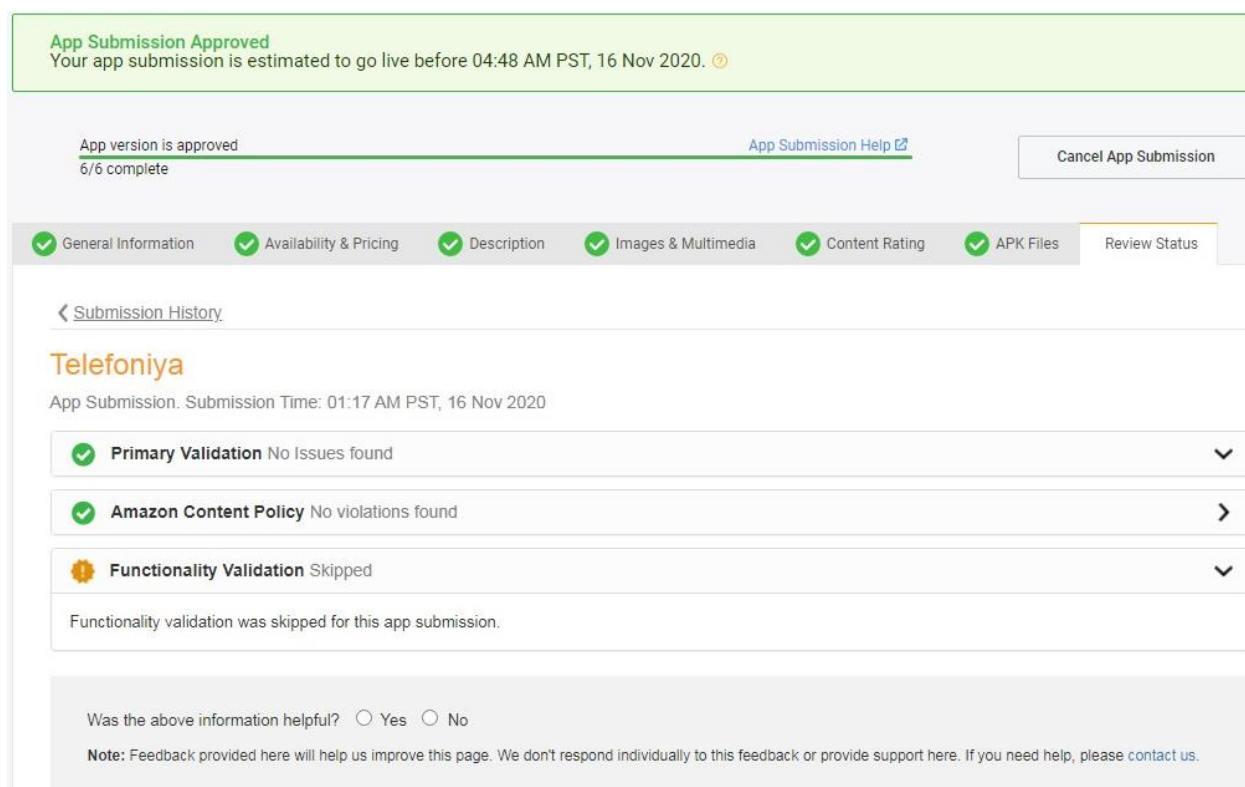 App Submission Approved
Your app submission is estimated to go live before 04:48 AM PST, 16 Nov 2020.
App version is approved
App Submission Help
6/6 complete
Cancel App Submission
General Information
Availability & Pricing
Description
Images & Multimedia
Content Rating
APK Files
Review Status
Submission History
Telefoniya
App Submission. Submission Time: 01:17 AM PST, 16 Nov 2020
Primary Validation No Issues found
Amazon Content Policy No violations found
Functionality Validation Skipped
Functionality validation was skipped for this app submission.
Was the above information helpful? Yes No
Note: Feedback provided here will help us improve this page. We don't respond individually to this feedback or provide support here. If you need help, please contact us.